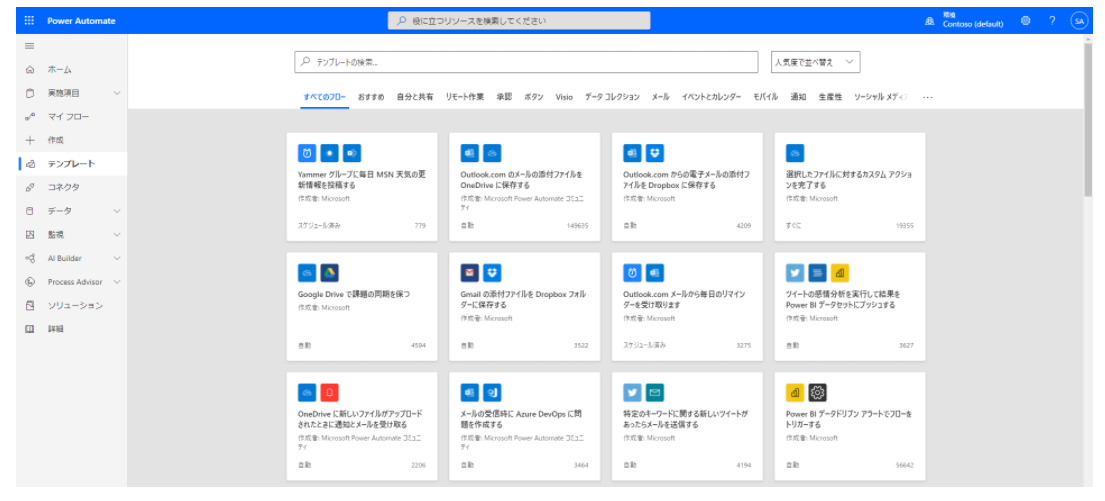 Power Automate
役に立つリソースを検索してください
環境
Contoso (default)
?
SA
ホーム
実施項目
マイ フロー
作成
テンプレート
コネクタ
データ
監視
AI Builder
Process Advisor
ソリューション
詳細
テンプレートの検索...
人気度で並べ替え
すべてのフロー おすすめ 自分と共有 リモート作業 承認 ボタン Visio データ コレクション メール イベントとカレンダー モバイル 通知 生産性 ソーシャル メディ ...
Yammer グループに毎日 MSN 天気の更
新情報を投稿する
作成者: Microsoft
スケジュール済み 779
Outlook.com のメールの添付ファイルを
OneDrive に保存する
作成者: Microsoft Power Automate コミュニ
ティ
自動 149635
Outlook.com からの電子メールの添付フ
ァイルを Dropbox に保存する
作成者: Microsoft
自動 4209
選択したファイルに対するカスタム アクショ
ンを完了する
作成者: Microsoft
すぐに 19355
Google Drive で課題の同期を保つ
作成者: Microsoft
自動 4594
Gmail の添付ファイルを Dropbox フォル
ダーに保存する
作成者: Microsoft
自動 3522
Outlook.com メールから毎日のリマイン
ダーを受け取ります
作成者: Microsoft
スケジュール済み 3275
ツイートの感情分析を実行して結果を
Power BI データセットにプッシュする
作成者: Microsoft
自動 3627
OneDrive に新しいファイルがアップロード
されたときに通知とメールを受け取る
作成者: Microsoft Power Automate コミュニ
ティ
自動 2206
メールの受信時に Azure DevOps に問
題を作成する
作成者: Microsoft Power Automate コミュニ
ティ
自動 3464
特定のキーワードに関する新しいツイートが
あったらメールを送信する
作成者: Microsoft
自動 4194
Power BI データドリブン アラートでフローを
トリガーする
作成者: Microsoft
自動 56642